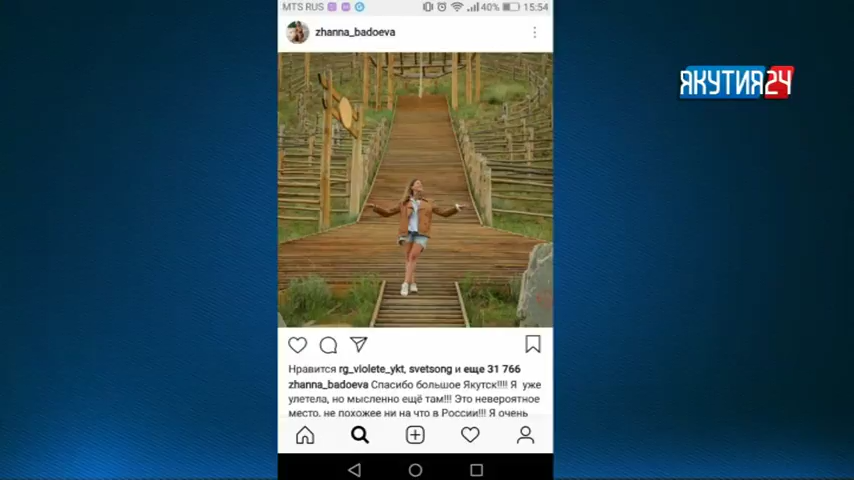 MTS RUS
40%
15:54
zhanna_badoeva
ЯКУТИЯ24
Нравится rg_violete_ykt, svetsong и еще 31 766
zhanna_badoeva Спасибо большое Якутск!!!! Я уже
улетела, но мысленно ещё там!!! Это невероятное
место, не похожее ни на что в России!!! Я очень